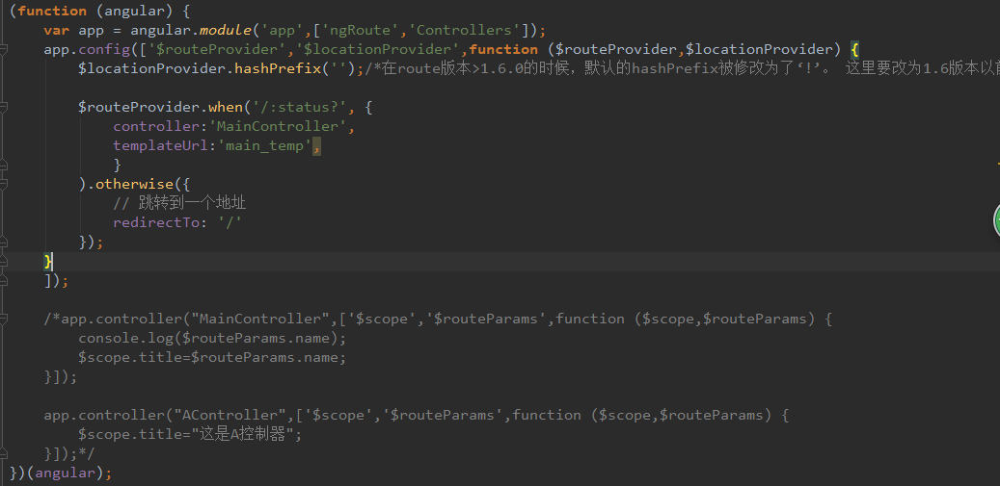 (function (angular) {
var app = angular.module('app',['ngRoute','Controllers']);
app.config(['$routeProvider','$locationProvider',function ($routeProvider,$locationProvider) {
$locationProvider.hashPrefix('');/*在route版本>1.6.0的时候，默认的hashPrefix被修改为了‘!’。 这里要改为1.6版本以前
$routeProvider.when('/:status?', {
controller:'MainController',
templateUrl:'main_temp',
}
).otherwise({
// 跳转到一个地址
redirectTo: '/'
});
}
]);
/*app.controller("MainController",['$scope','$routeParams',function ($scope,$routeParams) {
console.log($routeParams.name);
$scope.title=$routeParams.name;
}]);
app.controller("AController",['$scope','$routeParams',function ($scope,$routeParams) {
$scope.title="这是A控制器";
}]);*/
})(angular);